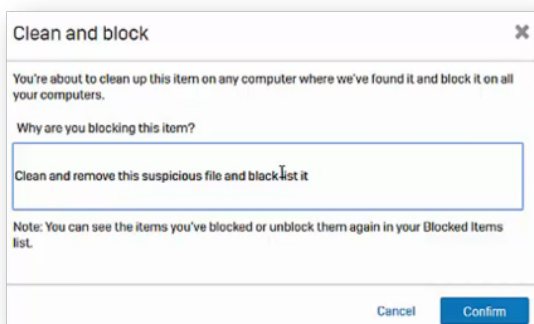 Clean and block
You're about to clean up this item on any computer where we've found it and block it on all
your computers.
Why are you blocking this item?
Clean and remove this suspicious file and black list it
Note: You can see the items you've blocked or unblock them again in your Blocked Items
list.
Cancel Confirm